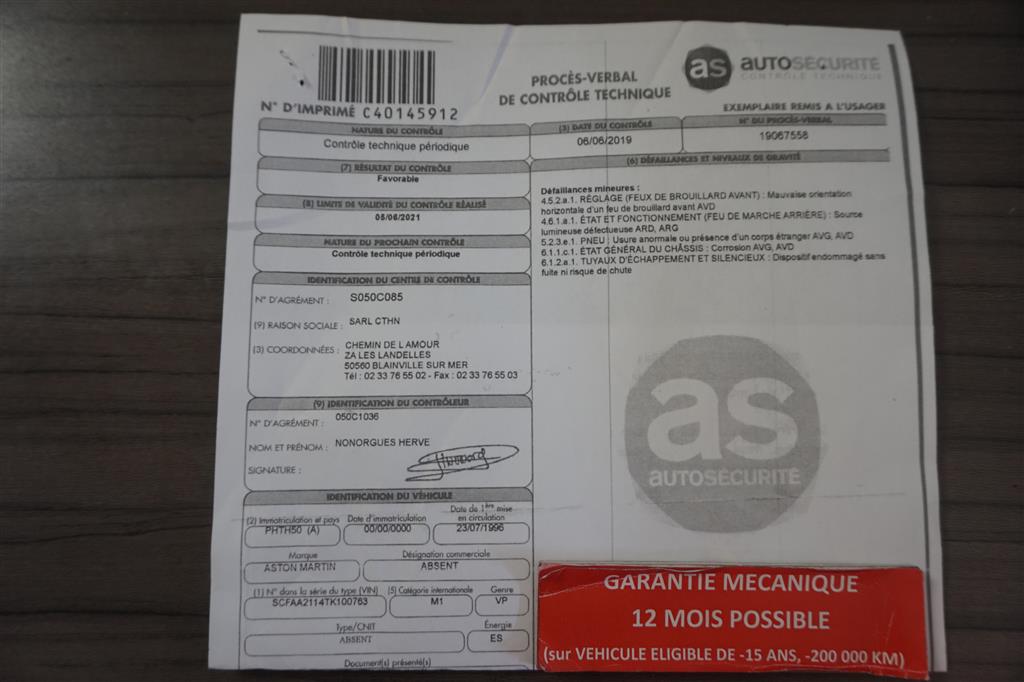 PROCÈS-VERBAL
DE CONTRÔLE TECHNIQUE
as AUTOSÉCURITÉ
CONTRÔLE TECHNIQUE
N° D'IMPRIMÉ C40145912
EXEMPLAIRE REMIS A L'USAGER
NATURE DU CONTRÔLE
Contrôle technique périodique
(3) DATE DU CONTRÔLE
06/06/2019
N° DU PROCÈS-VERBAL
19067558
(7) RÉSULTAT DU CONTRÔLE
Favorable
(8) LIMITE DE VALIDITÉ DU CONTRÔLE RÉALISÉ
05/06/2021
NATURE DU PROCHAIN CONTRÔLE
Contrôle technique périodique
(6) DÉFAILLANCES ET NIVEAUX DE GRAVITÉ
Défaillances mineures :
4.5.2.a.1. RÉGLAGE (FEUX DE BROUILLARD AVANT) : Mauvaise orientation
horizontale d'un feu de brouillard avant AVD
4.6.1.a.1. ÉTAT ET FONCTIONNEMENT (FEU DE MARCHE ARRIÈRE) : Source
lumineuse défectueuse ARD, ARG
5.2.3.e.1. PNEU : Usure anormale ou présence d'un corps étranger AVG, AVD
6.1.1.c.1. ÉTAT GÉNÉRAL DU CHÂSSIS : Corrosion AVG, AVD
6.1.2.a.1. TUYAUX D'ÉCHAPPEMENT ET SILENCIEUX : Dispositif endommagé sans
fuite ni risque de chute
IDENTIFICATION DU CENTRE DE CONTRÔLE
N° D'AGRÉMENT : S050C085
(9) RAISON SOCIALE : SARL CTHN
(3) COORDONNÉES : CHEMIN DE L AMOUR
ZA LES LANDELLES
50560 BLAINVILLE SUR MER
Tél : 02 33 76 55 02 - Fax : 02 33 76 55 03
(9) IDENTIFICATION DU CONTRÔLEUR
N° D'AGRÉMENT : 050C1036
NOM ET PRÉNOM : NONORGUES HERVE
SIGNATURE :
as
AUTOSÉCURITÉ
IDENTIFICATION DU VÉHICULE
(2) Immatriculation et pays
PHTH50 (A)
Date d'immatriculation
00/00/0000
Date de 1ère mise
en circulation
23/07/1996
Marque
ASTON MARTIN
Désignation commerciale
ABSENT
(1) N° dans la série du type (VIN)
SCFAA2114TK100763
(5) Catégorie internationale
M1
Genre
VP
Type/CNIT
ABSENT
Énergie
ES
Document(s) présenté(s)
GARANTIE MECANIQUE
12 MOIS POSSIBLE
(sur VEHICULE ELIGIBLE DE -15 ANS, -200 000 KM)